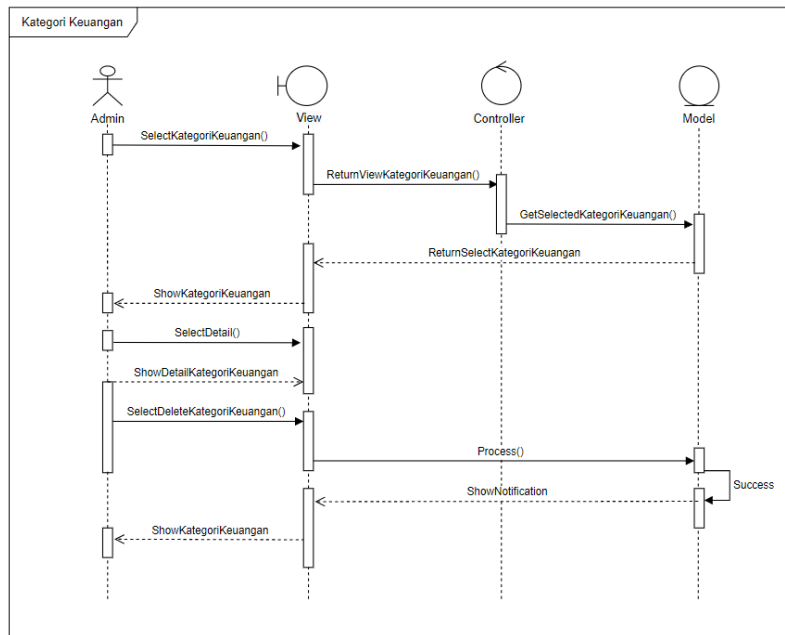 Kategori Keuangan
Admin
View
Controller
Model
SelectKategoriKeuangan()
ReturnViewKategoriKeuangan()
GetSelectedKategoriKeuangan()
ReturnSelectKategoriKeuangan
ShowKategoriKeuangan
SelectDetail()
ShowDetailKategoriKeuangan
SelectDeleteKategoriKeuangan()
Process()
Success
ShowNotification
ShowKategoriKeuangan